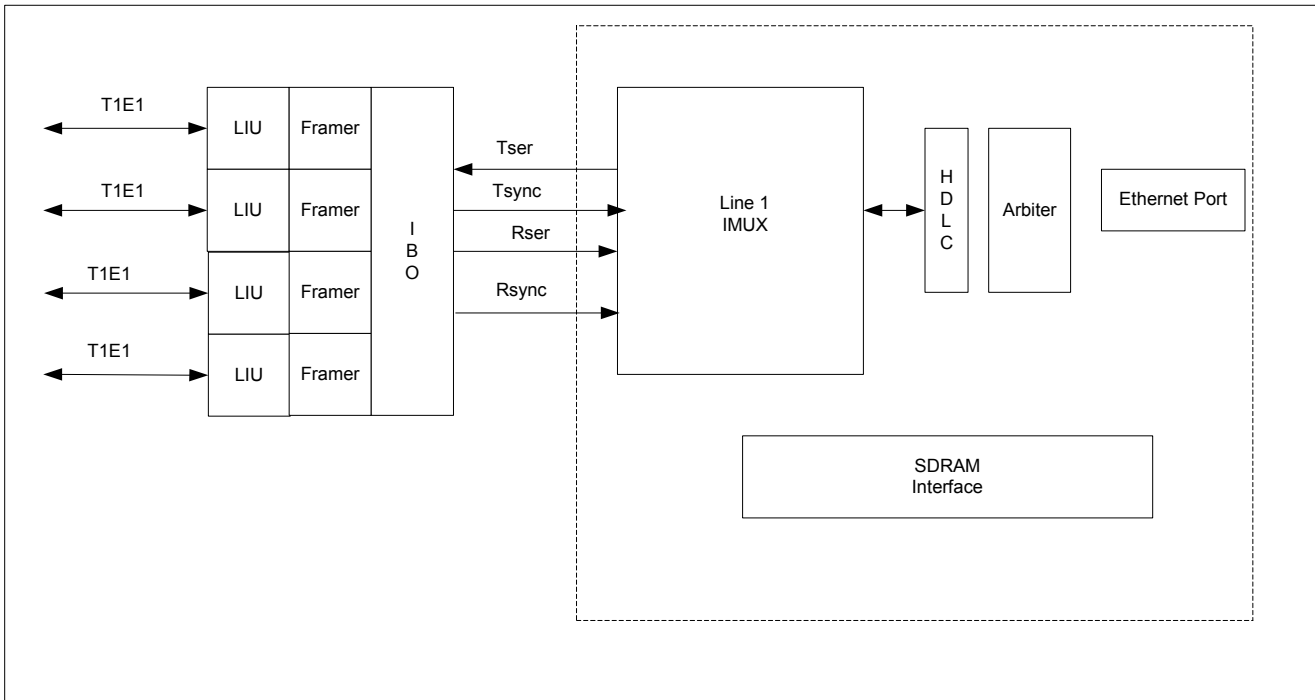 T1E1
LIU
Framer
T1E1
LIU
Framer
T1E1
LIU
Framer
T1E1
LIU
Framer
I
B
O
Tser
Tsync
Rser
Rsync
Line 1
IMUX
H
D
L
C
Arbiter
Ethernet Port
SDRAM
Interface